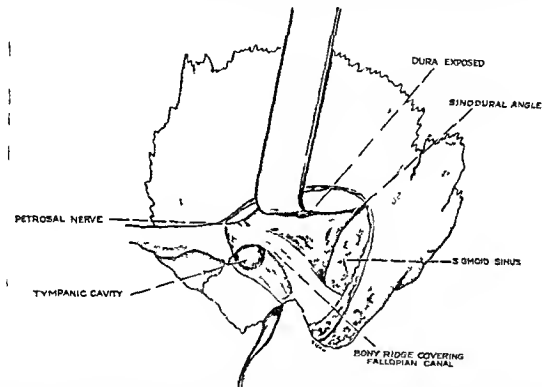 DURA EXPOSED
SINODURAL ANGLE
PETROSAL NERVE
SIGMOID SINUS
TYMPANIC CAVITY
BONY RIDGE COVERING
FALLOPIAN CANAL